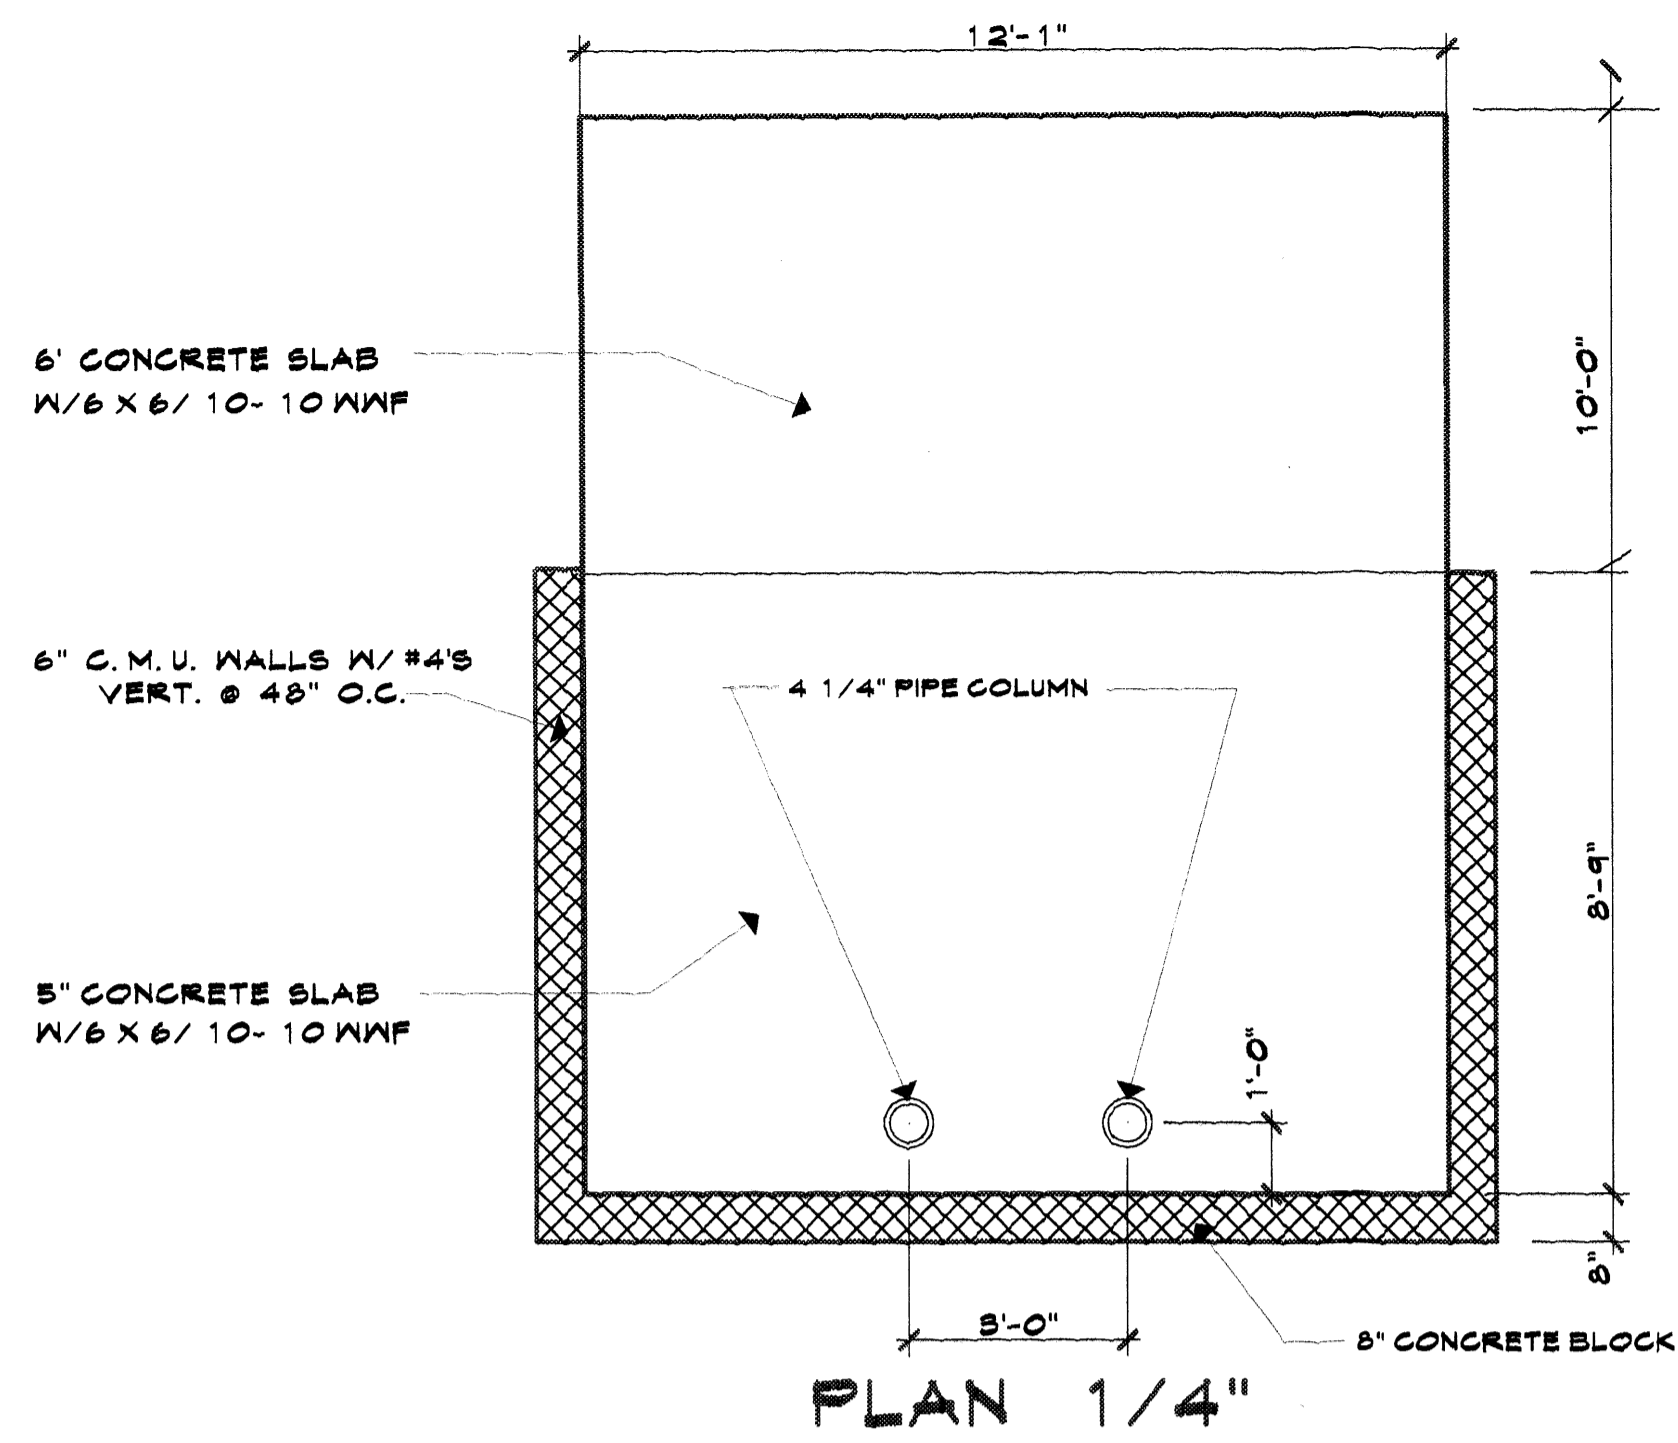 12'-1"
6' CONCRETE SLAB
W/6 X 6/ 10- 10 WWF
10'-0"
6" C.M.U. WALLS W/ #4'S
VERT. @ 48" O.C.
4 1/4" PIPE COLUMN
8'-9"
5" CONCRETE SLAB
W/6 X 6/ 10- 10 WWF
1'-0"
8"
3'-0"
8" CONCRETE BLOCK
PLAN 1/4"